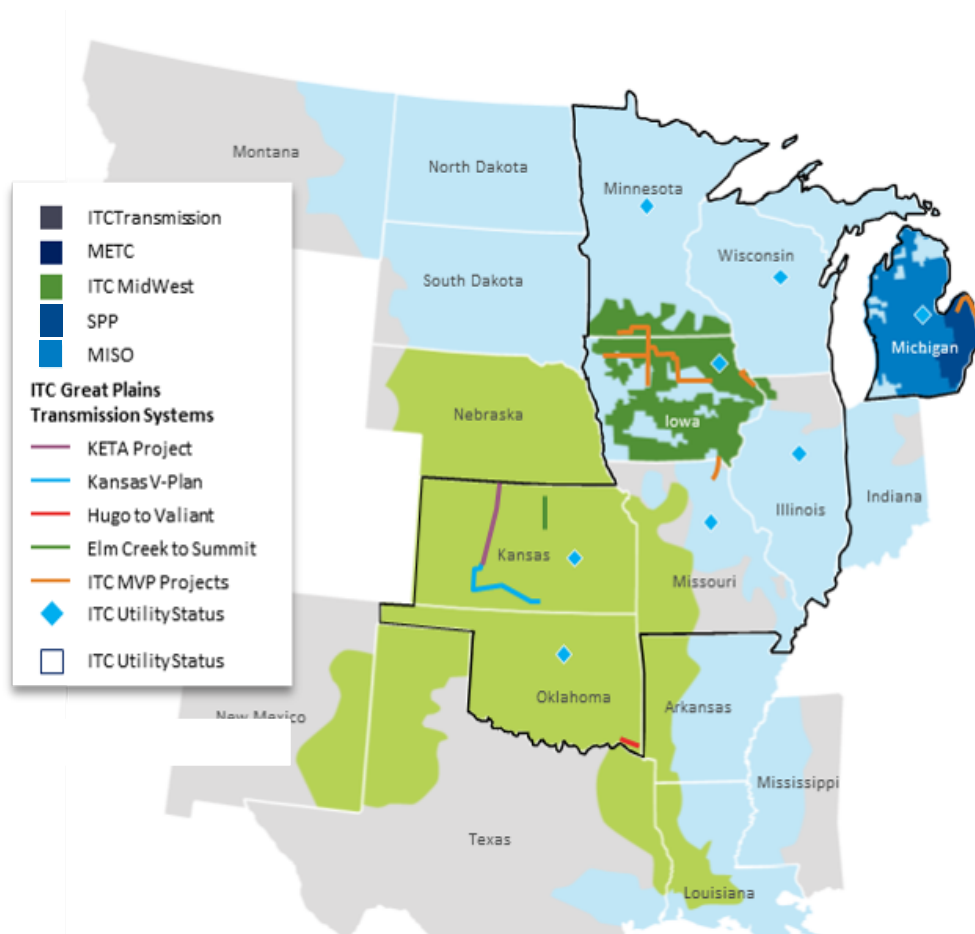 Montana
North Dakota
Minnesota
Wisconsin
South Dakota
Michigan
Nebraska
Iowa
Illinois
Indiana
Kansas
Missouri
Oklahoma
Arkansas
New Mexico
Mississippi
Texas
Louisiana
ITCTransmission
METC
ITC MidWest
SPP
MISO
ITC Great Plains
Transmission Systems
KETA Project
Kansas V-Plan
Hugo to Valiant
Elm Creek to Summit
ITC MVP Projects
ITC Utility Status
ITC Utility Status